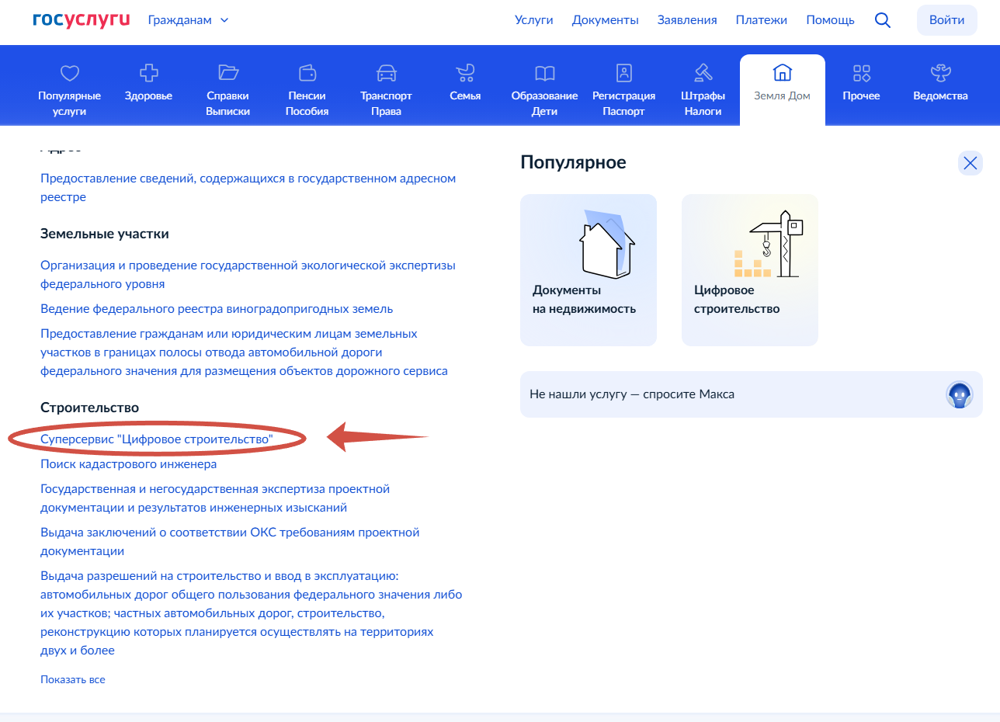 госуслуги
Гражданам
Услуги
Документы
Заявления
Платежи
Помощь
Войти
Популярные
услуги
Здоровье
Справки
Выписки
Пенсии
Пособия
Транспорт
Права
Семья
Образование
Дети
Регистрация
Паспорт
Штрафы
Налоги
Земля Дом
Прочее
Ведомства
Предоставление сведений, содержащихся в государственном адресном
реестре
Земельные участки
Организация и проведение государственной экологической экспертизы
федерального уровня
Ведение федерального реестра виноградопригодных земель
Предоставление гражданам или юридическим лицам земельных
участков в границах полосы отвода автомобильной дороги
федерального значения для размещения объектов дорожного сервиса
Строительство
Суперсервис "Цифровое строительство"
Поиск кадастрового инженера
Государственная и негосударственная экспертиза проектной
документации и результатов инженерных изысканий
Выдача заключений о соответствии ОКС требованиям проектной
документации
Выдача разрешений на строительство и ввод в эксплуатацию:
автомобильных дорог общего пользования федерального значения либо
их участков; частных автомобильных дорог, строительство,
реконструкцию которых планируется осуществлять на территориях
двух и более
Показать все
Популярное
Документы
на недвижимость
Цифровое
строительство
Не нашли услугу — спросите Макса